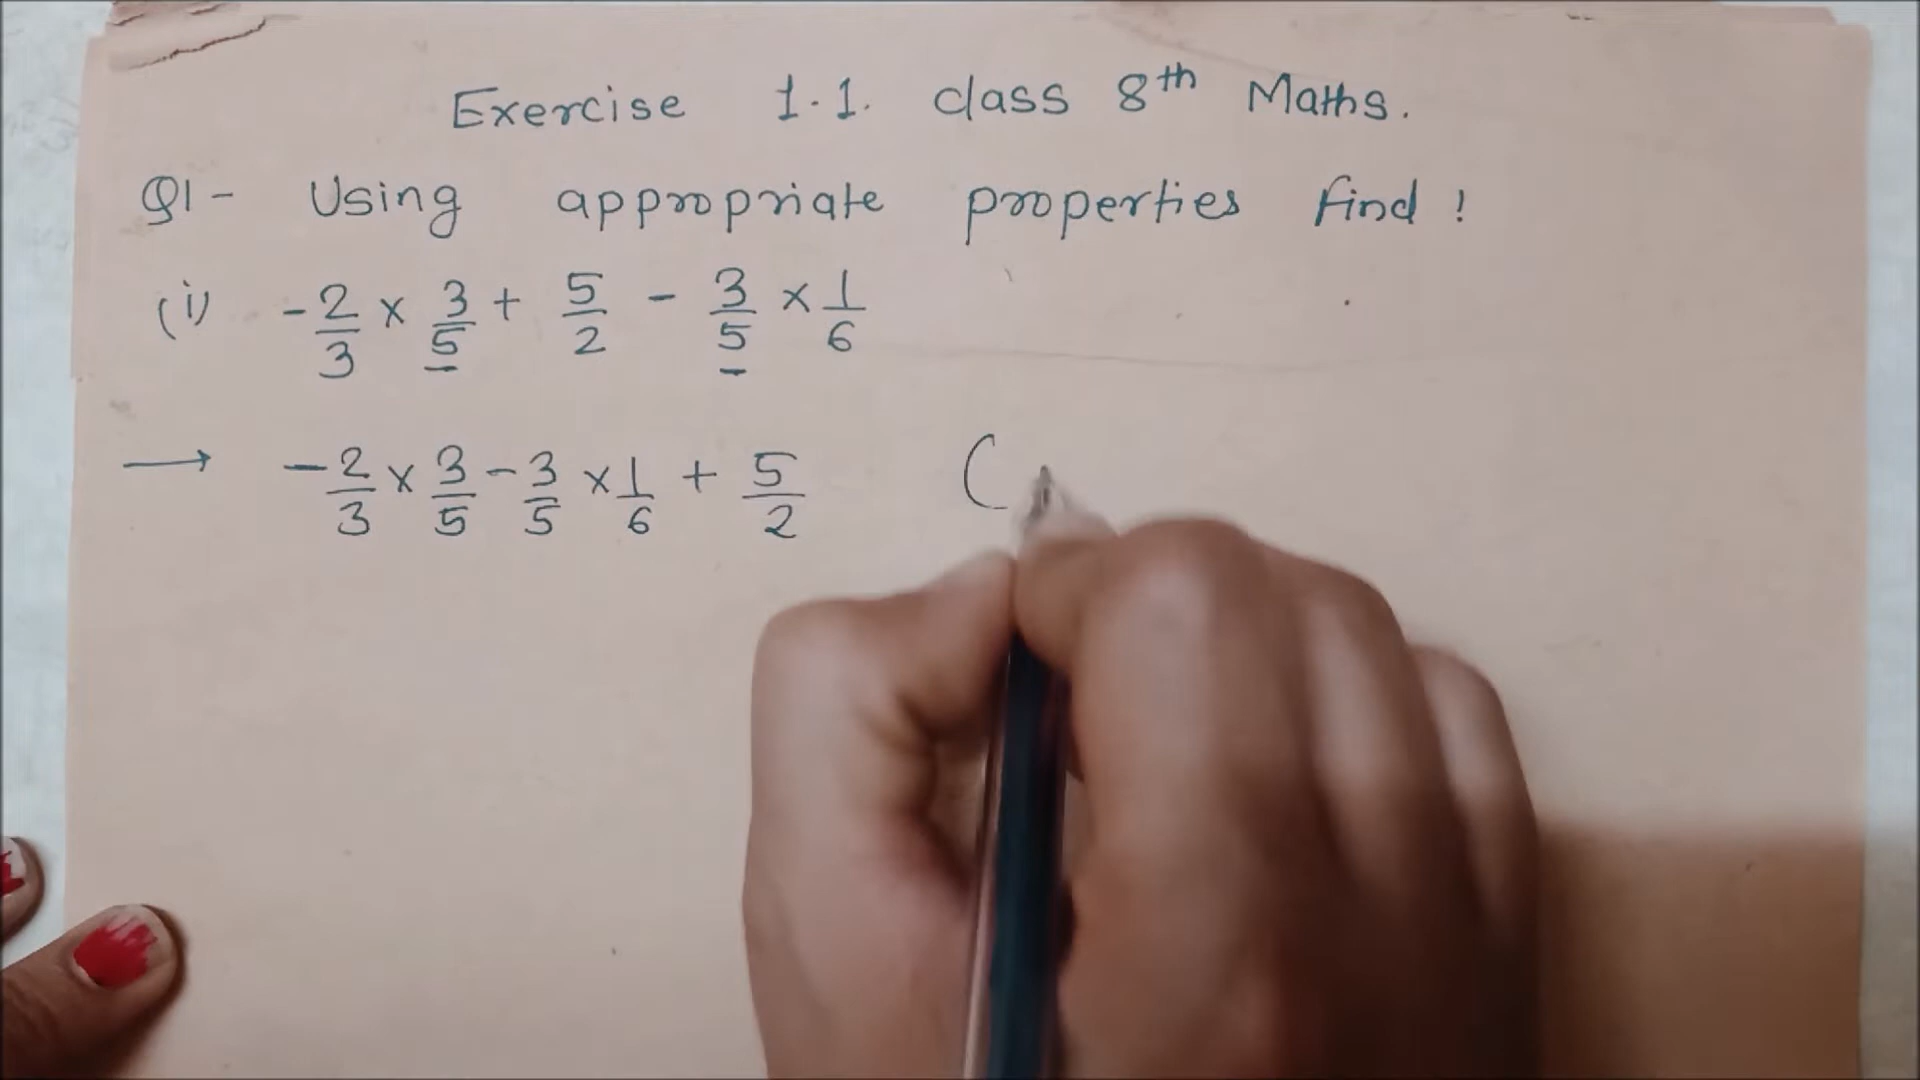 Exercise 1.1. class 8th Maths.
Q1- Using appropriate properties find !
(i) -2/3 × 3/5 + 5/2 - 3/5 × 1/6
→ -2/3 × 3/5 - 3/5 × 1/6 + 5/2 (